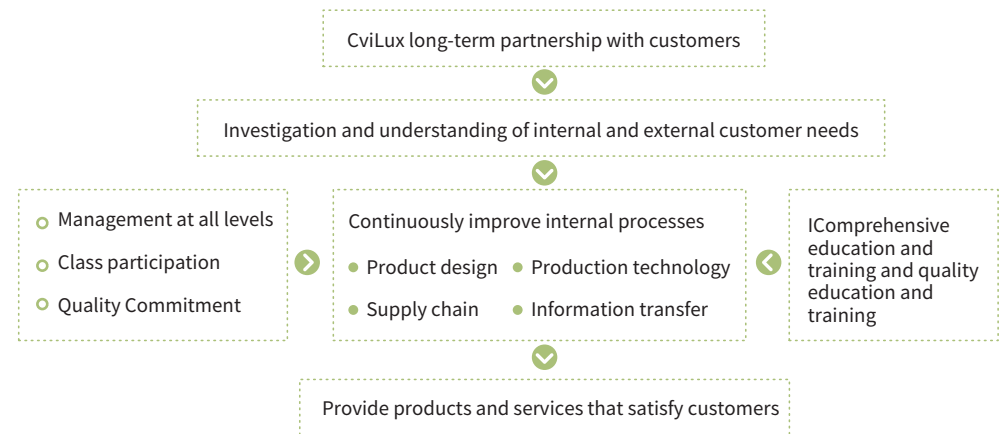 CviLux long-term partnership with customers
Investigation and understanding of internal and external customer needs
Management at all levels
Class participation
Quality Commitment
Continuously improve internal processes
Product design
Production technology
Supply chain
Information transfer
IComprehensive
education and
training and quality
education and
training
Provide products and services that satisfy customers